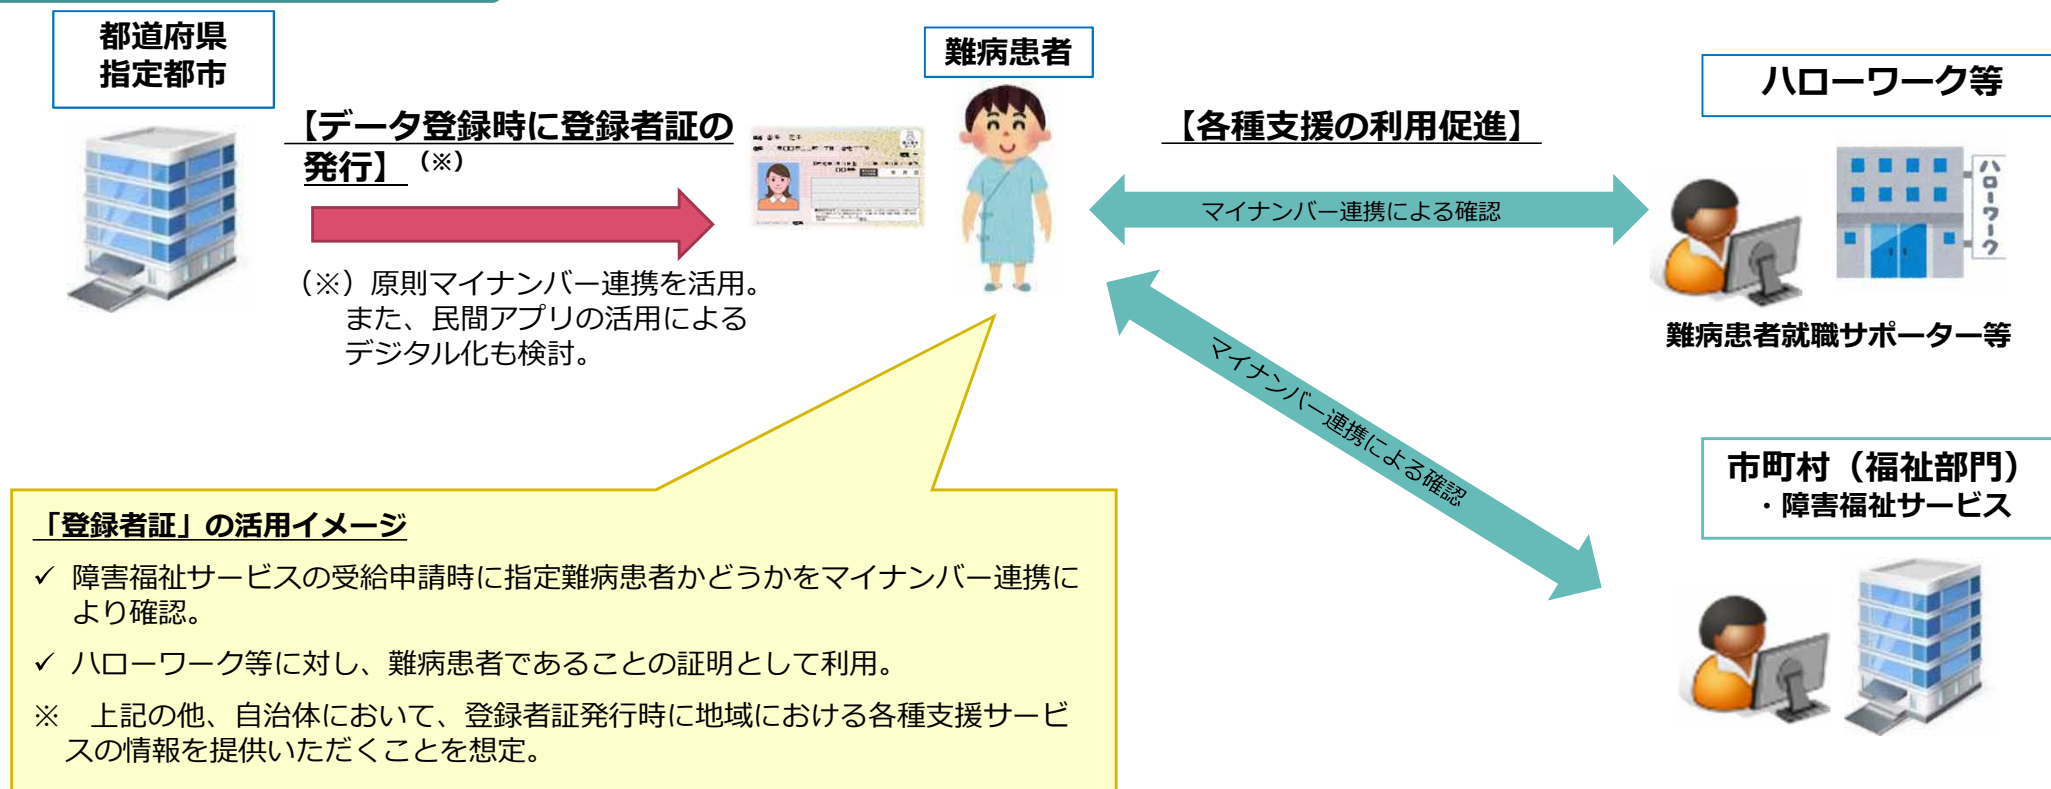 都道府県
指定都市
難病患者
ハローワーク等
【データ登録時に登録者証の
発行】（※）
【各種支援の利用促進】
マイナンバー連携による確認
ハローワーク
（※）原則マイナンバー連携を活用。
また、民間アプリの活用による
デジタル化も検討。
難病患者就職サポーター等
マイナンバー連携による確認
市町村（福祉部門）
・障害福祉サービス
「登録者証」の活用イメージ
✓ 障害福祉サービスの受給申請時に指定難病患者かどうかをマイナンバー連携に
より確認。
✓ ハローワーク等に対し、難病患者であることの証明として利用。
※　上記の他、自治体において、登録者証発行時に地域における各種支援サービ
スの情報を提供いただくことを想定。